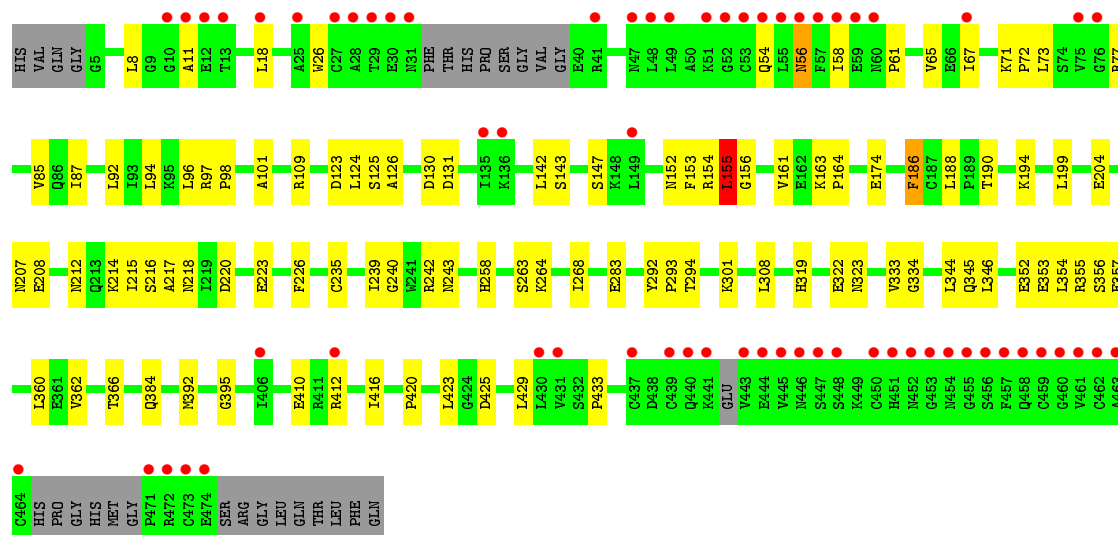 HIS VAL GLN GLY G5 L8 G9 G10 A11 E12 T13 L18 A25 W26 C27 A28 T29 E30 N31 PHE THR HIS PRO SER GLY VAL GLY E40 R41 N47 L48 L49 A50 K51 G52 C53 Q54 L55 N56 F57 I58 E59 N60 P61 V65 E66 I67 K71 P72 L73 S74 V75 G76 R77
V85 Q86 I87 L92 I93 L94 K95 L96 R97 P98 A101 R109 D123 L124 S125 A126 D130 D131 I135 K136 L142 S143 S147 K148 L149 N152 F153 R154 L155 G156 V161 E162 K163 P164 E174 F186 C187 L188 P189 T190 K194 L199 E204
N207 E208 N212 Q213 K214 I215 S216 A217 N218 I219 D220 E223 F226 C235 I239 G240 W241 R242 N243 H258 S263 K264 I268 E283 Y292 P293 T294 K301 L308 H319 E322 N323 V333 G334 L344 Q345 L346 E352 E353 L354 R355 S356
L360 E361 V362 T366 Q384 M392 G395 I406 E410 R411 R412 I416 P420 L423 G424 D425 L429 L430 V431 S432 P433 C437 D438 C439 Q440 K441 GLU V443 E444 V445 N446 S447 S448 K449 C450 H451 N452 G453 N454 G455 S456 F457 Q458 C459 G460 V461 C462
C464 HIS PRO GLY HIS MET GLY P471 R472 C473 E474 SER ARG GLY LEU GLN THR LEU PHE GLN